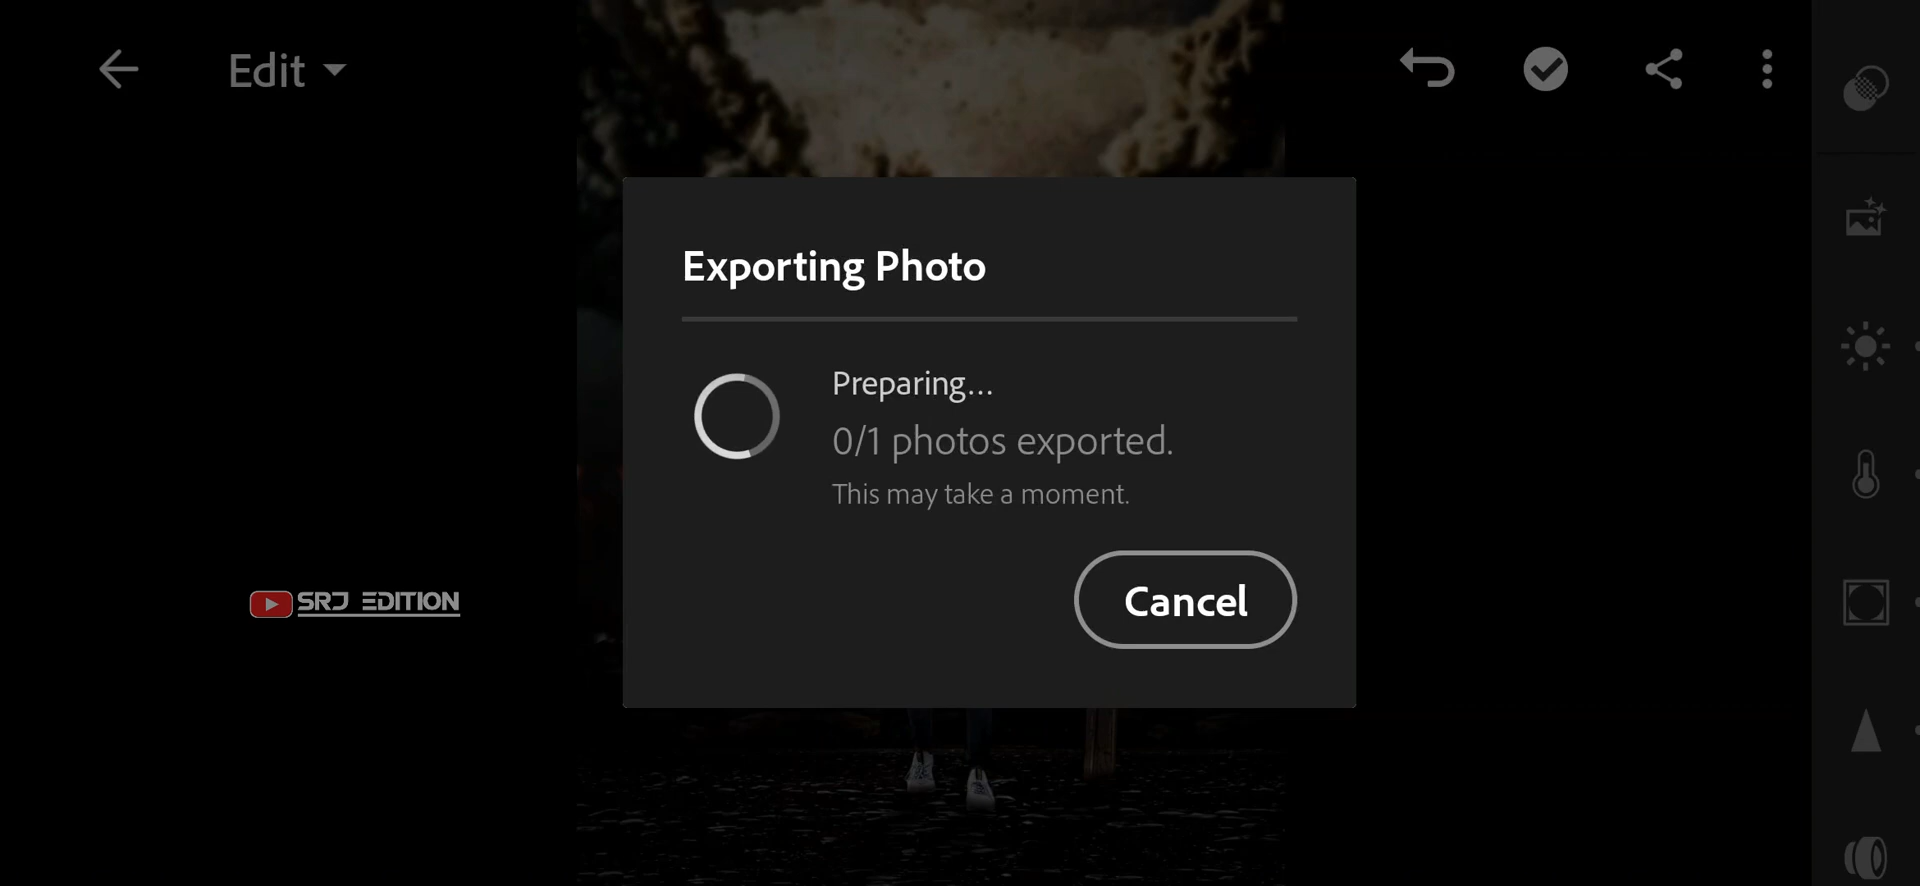 Edit
Exporting Photo
Preparing...
0/1 photos exported.
This may take a moment.
Cancel
SRJ EDITION